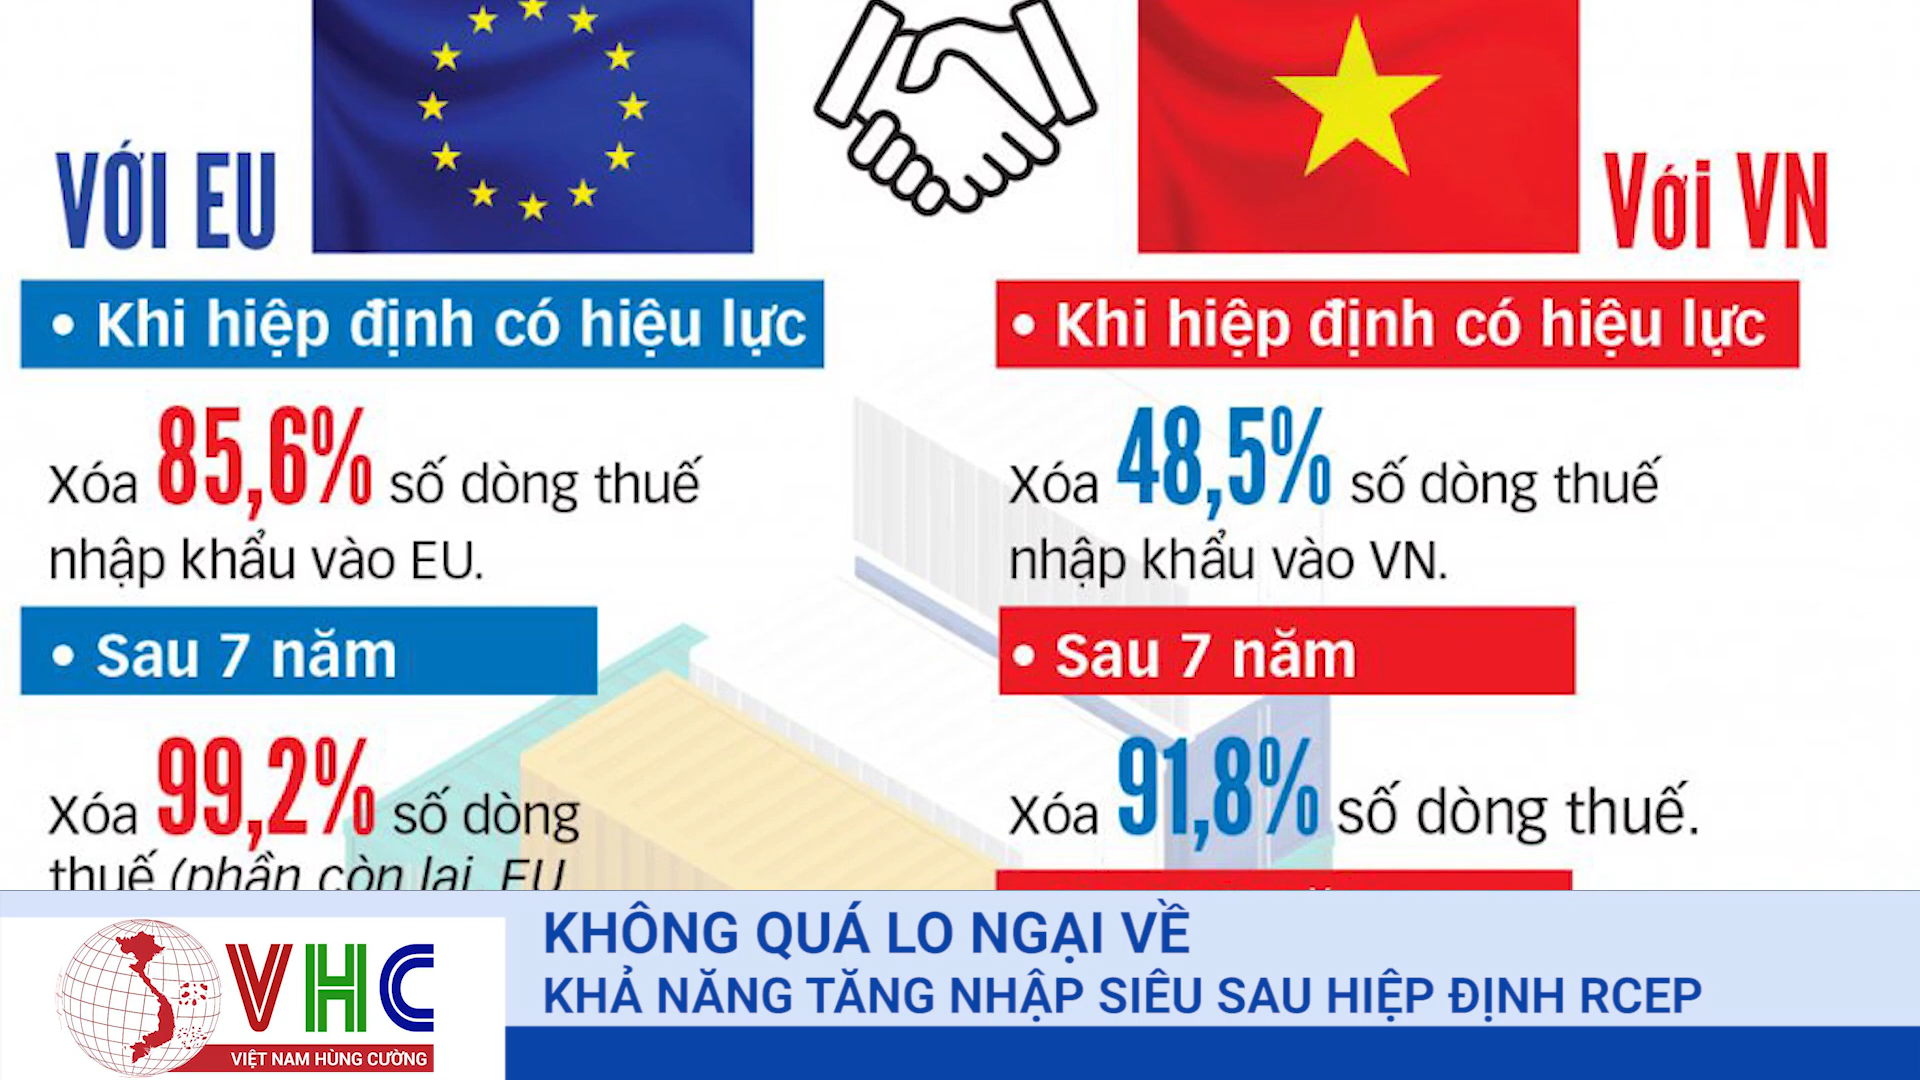 VỚI EU
• Khi hiệp định có hiệu lực
Xóa 85,6% số dòng thuế
nhập khẩu vào EU.
• Sau 7 năm
Xóa 99,2% số dòng
thuế (phần còn lại, EU
Với VN
• Khi hiệp định có hiệu lực
Xóa 48,5% số dòng thuế
nhập khẩu vào VN.
• Sau 7 năm
Xóa 91,8% số dòng thuế.
VHC
VIỆT NAM HÙNG CƯỜNG
KHÔNG QUÁ LO NGẠI VỀ
KHẢ NĂNG TĂNG NHẬP SIÊU SAU HIỆP ĐỊNH RCEP